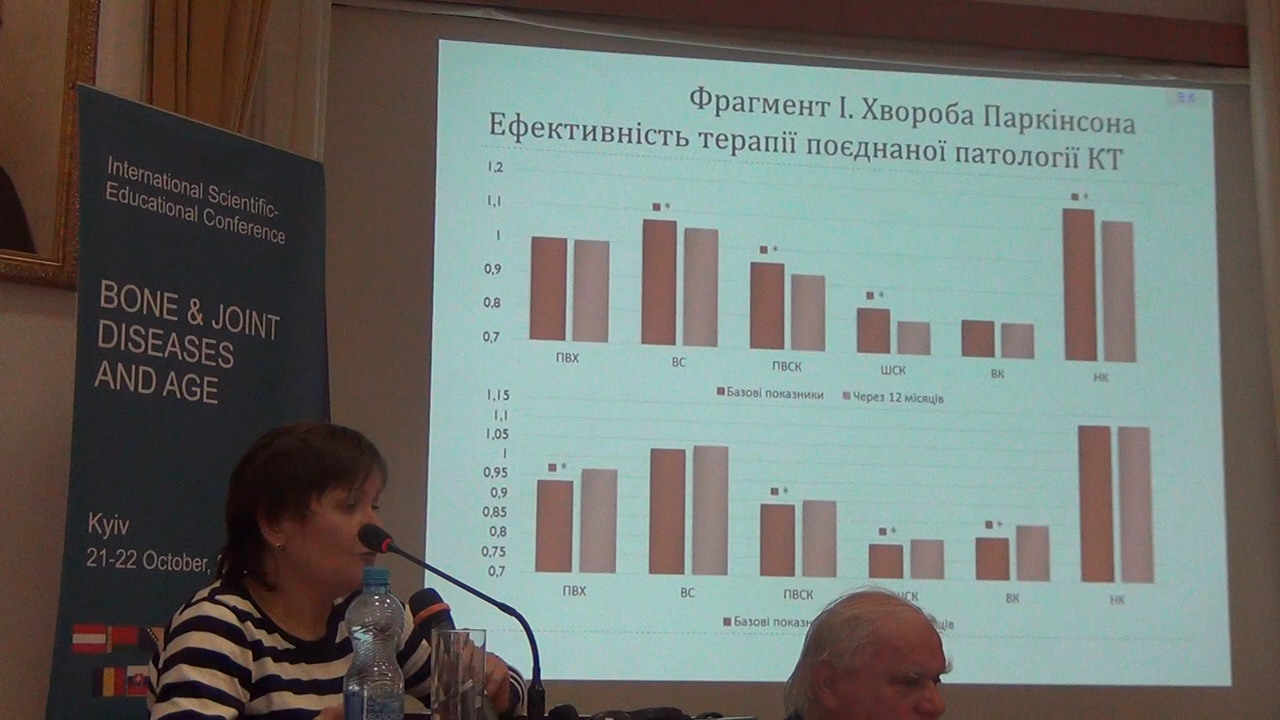 International Scientific-
Educational Conference
BONE & JOINT
DISEASES
AND AGE
Kyiv
21-22 October,
Фрагмент І. Хвороба Паркінсона
Ефективність терапії поєднаної патології КТ
1,2
1,1
1
0,9
0,8
0,7
* * * * *
ПВХ ВС ПВСК ШСК ВК НК
Базові показники Через 12 місяців
1,15
1,1
1,05
1
0,95
0,9
0,85
0,8
0,75
0,7
* * * *
ПВХ ВС ПВСК ВК НК
Базові